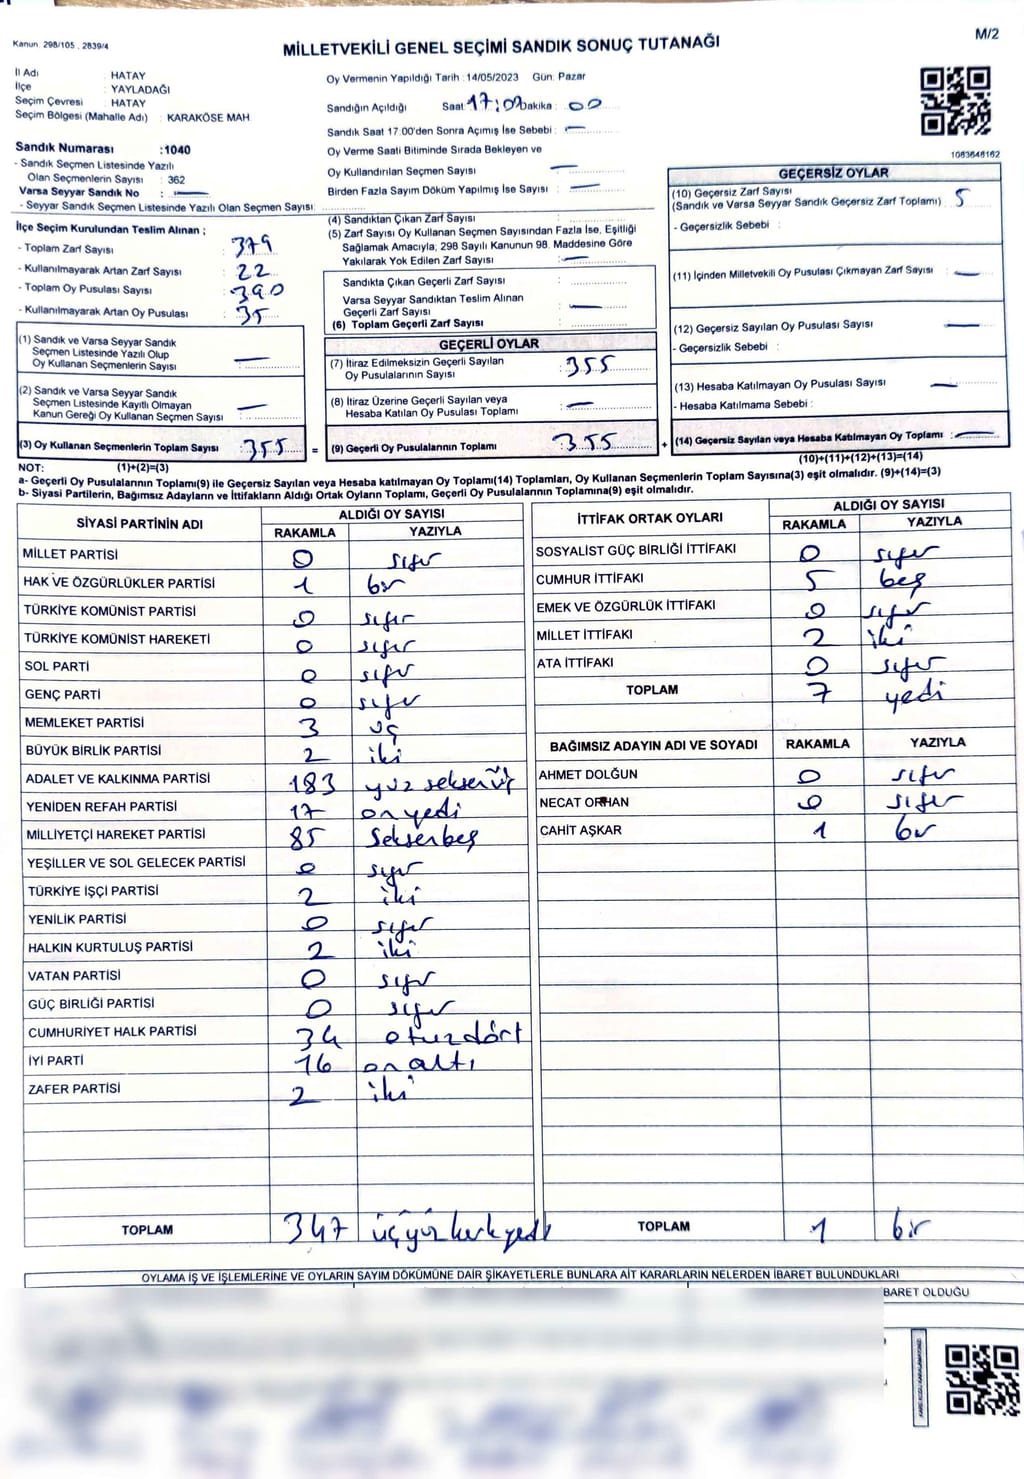 Kanun. 298/105 , 2839/4
MİLLETVEKİLİ GENEL SEÇİMİ SANDIK SONUÇ TUTANAĞI
M/2
İl Adı : HATAY
İlçe : YAYLADAĞI
Seçim Çevresi : HATAY
Seçim Bölgesi (Mahalle Adı) : KARAKÖSE MAH
Sandık Numarası :1040
- Sandık Seçmen Listesinde Yazılı
Olan Seçmenlerin Sayısı : 362
Varsa Seyyar Sandık No : —
- Seyyar Sandık Seçmen Listesinde Yazılı Olan Seçmen Sayısı:
Oy Vermenin Yapıldığı Tarih :14/05/2023 Gün: Pazar
Sandığın Açıldığı Saat: 17:00 Dakika : 00
Sandık Saat 17.00'den Sonra Açımış İse Sebebi : —
Oy Verme Saati Bitiminde Sırada Bekleyen ve
Oy Kullandırılan Seçmen Sayısı —
Birden Fazla Sayım Döküm Yapılmış İse Sayısı : —
1083648162
İlçe Seçim Kurulundan Teslim Alınan ;
- Toplam Zarf Sayısı : 379
- Kullanılmayarak Artan Zarf Sayısı : 22
- Toplam Oy Pusulası Sayısı : 390
- Kullanılmayarak Artan Oy Pusulası : 35
(1) Sandık ve Varsa Seyyar Sandık
Seçmen Listesinde Yazılı Olup
Oy Kullanan Seçmenlerin Sayısı : —
(2) Sandık ve Varsa Seyyar Sandık
Seçmen Listesinde Kayıtlı Olmayan
Kanun Gereği Oy Kullanan Seçmen Sayısı : —
(3) Oy Kullanan Seçmenlerin Toplam Sayısı : 355 =
(4) Sandıktan Çıkan Zarf Sayısı :
(5) Zarf Sayısı Oy Kullanan Seçmen Sayısından Fazla İse, Eşitliği
Sağlamak Amacıyla, 298 Sayılı Kanunun 98. Maddesine Göre
Yakılarak Yok Edilen Zarf Sayısı : —
Sandıkta Çıkan Geçerli Zarf Sayısı :
Varsa Seyyar Sandıktan Teslim Alınan
Geçerli Zarf Sayısı : —
(6) Toplam Geçerli Zarf Sayısı :
GEÇERLİ OYLAR
(7) İtiraz Edilmeksizin Geçerli Sayılan
Oy Pusulalarının Sayısı : 355
(8) İtiraz Üzerine Geçerli Sayılan veya
Hesaba Katılan Oy Pusulası Toplamı : —
(9) Geçerli Oy Pusulalarının Toplamı : 355 +
GEÇERSİZ OYLAR
(10) Geçersiz Zarf Sayısı
(Sandık ve Varsa Seyyar Sandık Geçersiz Zarf Toplamı) : 5
- Geçersizlik Sebebi :
(11) İçinden Milletvekili Oy Pusulası Çıkmayan Zarf Sayısı : —
(12) Geçersiz Sayılan Oy Pusulası Sayısı : —
- Geçersizlik Sebebi :
(13) Hesaba Katılmayan Oy Pusulası Sayısı : —
- Hesaba Katılmama Sebebi :
(14) Geçersiz Sayılan veya Hesaba Katılmayan Oy Toplamı : —
NOT: (1)+(2)=(3)
(10)+(11)+(12)+(13)=(14)
a- Geçerli Oy Pusulalarının Toplamı(9) ile Geçersiz Sayılan veya Hesaba katılmayan Oy Toplamı(14) Toplamları, Oy Kullanan Seçmenlerin Toplam Sayısına(3) eşit olmalıdır. (9)+(14)=(3)
b- Siyasi Partilerin, Bağımsız Adayların ve İttifakların Aldığı Ortak Oyların Toplamı, Geçerli Oy Pusulalarının Toplamına(9) eşit olmalıdır.
SİYASİ PARTİNİN ADI ALDIĞI OY SAYISI
RAKAMLA YAZIYLA
MİLLET PARTİSİ 0 sıfır
HAK VE ÖZGÜRLÜKLER PARTİSİ 1 bir
TÜRKİYE KOMÜNİST PARTİSİ 0 sıfır
TÜRKİYE KOMÜNİST HAREKETİ 0 sıfır
SOL PARTİ 0 sıfır
GENÇ PARTİ 0 sıfır
MEMLEKET PARTİSİ 3 üç
BÜYÜK BİRLİK PARTİSİ 2 iki
ADALET VE KALKINMA PARTİSİ 183 yüz seksenüç
YENİDEN REFAH PARTİSİ 17 on yedi
MİLLİYETÇİ HAREKET PARTİSİ 85 seksenbeş
YEŞİLLER VE SOL GELECEK PARTİSİ 0 sıfır
TÜRKİYE İŞÇİ PARTİSİ 2 iki
YENİLİK PARTİSİ 0 sıfır
HALKIN KURTULUŞ PARTİSİ 2 iki
VATAN PARTİSİ 0 sıfır
GÜÇ BİRLİĞİ PARTİSİ 0 sıfır
CUMHURİYET HALK PARTİSİ 34 otuzdört
İYİ PARTİ 16 on altı
ZAFER PARTİSİ 2 iki
TOPLAM 347 üçyüz kırkyedi
İTTİFAK ORTAK OYLARI ALDIĞI OY SAYISI
RAKAMLA YAZIYLA
SOSYALİST GÜÇ BİRLİĞİ İTTİFAKI 0 sıfır
CUMHUR İTTİFAKI 5 beş
EMEK VE ÖZGÜRLÜK İTTİFAKI 0 sıfır
MİLLET İTTİFAKI 2 iki
ATA İTTİFAKI 0 sıfır
TOPLAM 7 yedi
BAĞIMSIZ ADAYIN ADI VE SOYADI RAKAMLA YAZIYLA
AHMET DOLĞUN 0 sıfır
NECAT ORHAN 0 sıfır
CAHİT AŞKAR 1 bir
TOPLAM 1 bir
OYLAMA İŞ VE İŞLEMLERİNE VE OYLARIN SAYIM DÖKÜMÜNE DAİR ŞİKAYETLERLE BUNLARA AİT KARARLARIN NELERDEN İBARET BULUNDUKLARI
BARET OLDUĞU